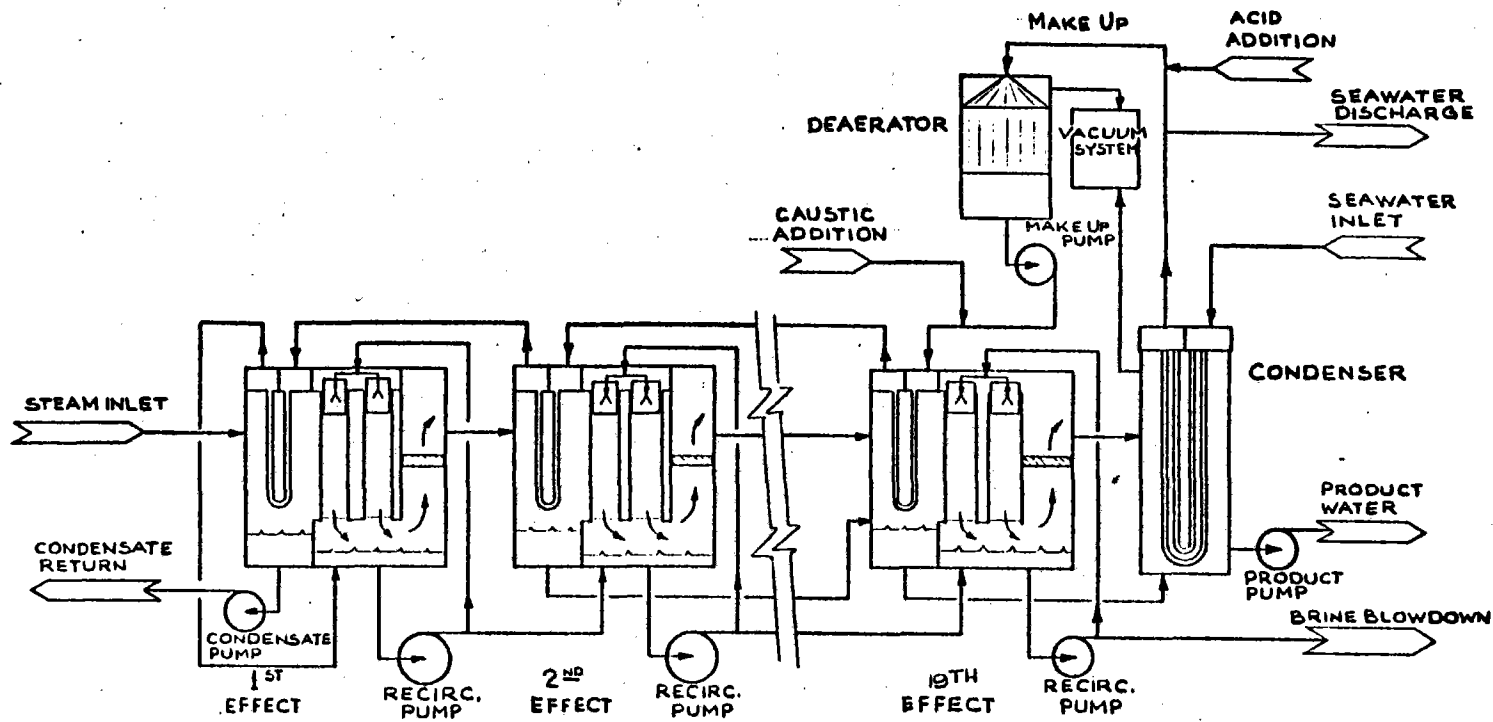 MAKE UP
ACID
ADDITION
DEAERATOR
VACUUM
SYSTEM
SEAWATER
DISCHARGE
CAUSTIC
ADDITION
MAKE UP
PUMP
SEAWATER
INLET
STEAM INLET
CONDENSER
CONDENSATE
RETURN
PRODUCT
WATER
CONDENSATE
PUMP
PRODUCT
PUMP
BRINE BLOWDOWN
1ST
EFFECT
RECIRC.
PUMP
2ND
EFFECT
RECIRC.
PUMP
19TH
EFFECT
RECIRC.
PUMP